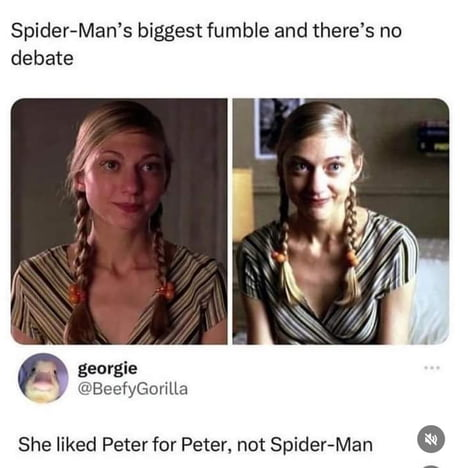 Spider-Man’s biggest fumble and there’s no
debate
georgie
@BeefyGorilla
She liked Peter for Peter, not Spider-Man